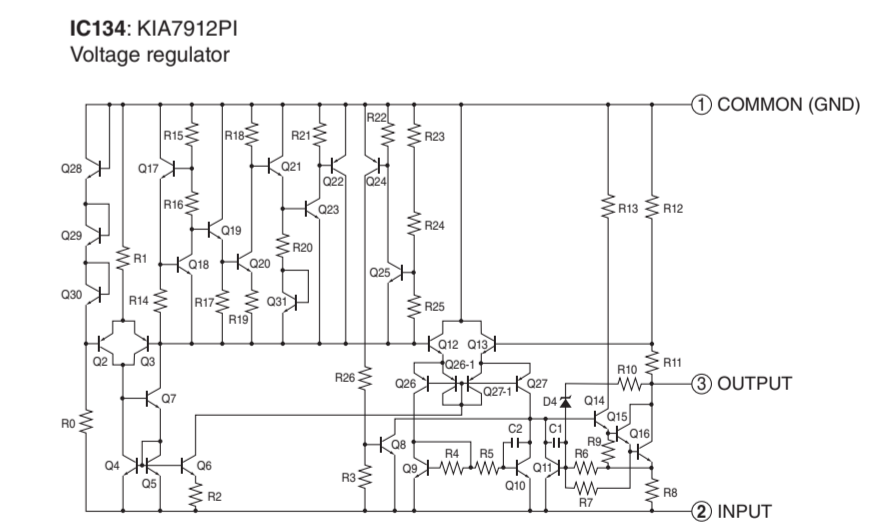 IC134: KIA7912PI
Voltage regulator
1 COMMON (GND)
R15 R18 R21 R22 R23
Q28 Q17 Q21 Q22 Q24
R16 Q23 R13 R12
Q29 Q19 R24
R1 Q18 Q20 R20 Q25
Q30 R14 R17 R19 Q31 R25
Q2 Q3 Q12 Q13
Q26-1 R11
R26 Q26 Q27-1 Q27 R10 3 OUTPUT
Q7 D4 Q14
R0 Q15
Q8 C2 C1 R9 Q16
Q4 Q5 Q6 R3 Q9 R4 R5 Q10 Q11 R6
R2 R7 R8
2 INPUT